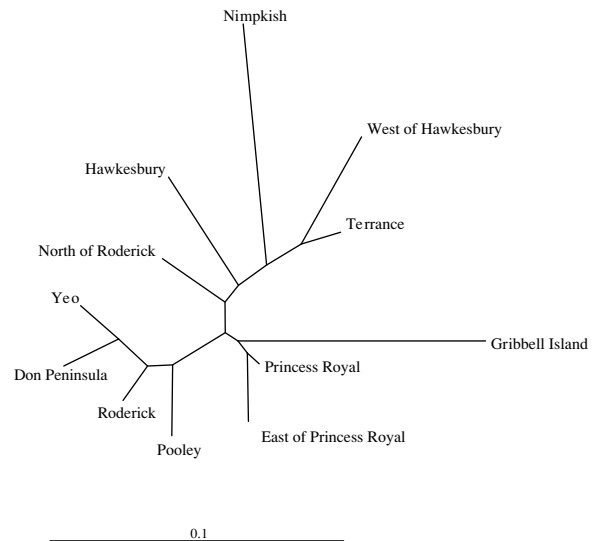 Nimpkish
West of Hawkesbury
Hawkesbury
Terrance
North of Roderick
Yeo
Gribbell Island
Princess Royal
Don Peninsula
Roderick
East of Princess Royal
Pooley
0.1